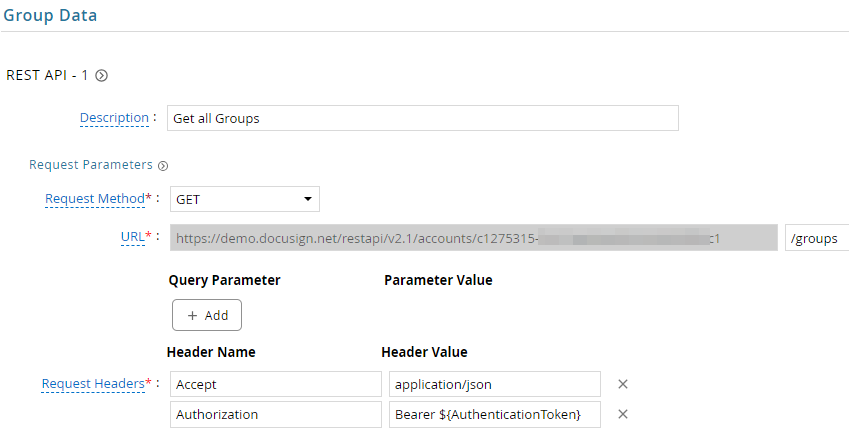 Group Data
REST API - 1
Description : Get all Groups
Request Parameters
Request Method* : GET
URL* : https://demo.docusign.net/restapi/v2.1/accounts/c1275315- c1 /groups
Query Parameter Parameter Value
+ Add
Header Name Header Value
Request Headers* : Accept application/json ×
Authorization Bearer ${AuthenticationToken} ×